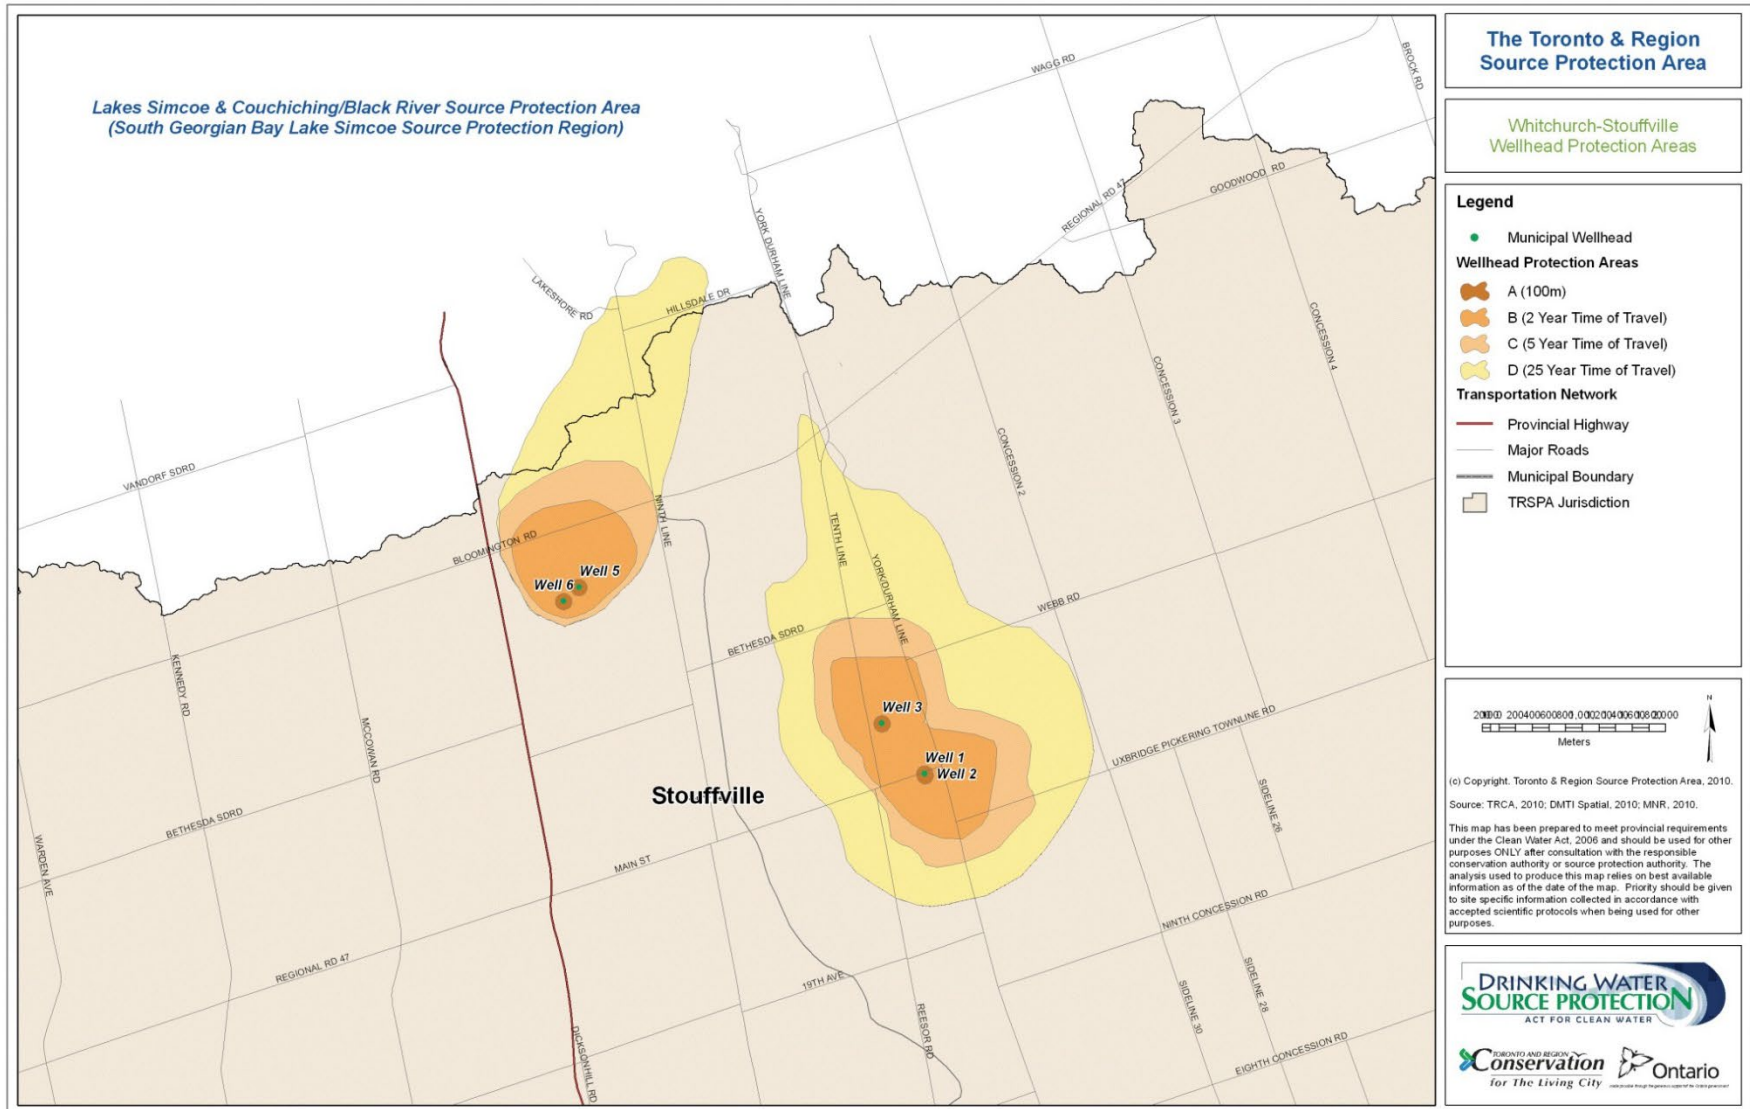 Lakes Simcoe & Couchiching/Black River Source Protection Area
(South Georgian Bay Lake Simcoe Source Protection Region)
WAGG RD
BROCK RD
GOODWOOD RD
REGIONAL RD 47
YORK DURHAM LINE
LAKESHORE RD
HILLSDALE DR
CONCESSION 4
CONCESSION 3
CONCESSION 2
VANDORF SDRD
NINTH LINE
BLOOMINGTON RD
TENTH LINE
YORK/DURHAM LINE
Well 5
Well 6
WEBB RD
BETHESDA SDRD
KENNEDY RD
MCCOWAN RD
Well 3
UXBRIDGE PICKERING TOWNLINE RD
Well 1
Well 2
Stouffville
SIDELINE 26
BETHESDA SDRD
WARDEN AVE
MAIN ST
NINTH CONCESSION RD
REGIONAL RD 47
19TH AVE
SIDELINE 28
SIDELINE 30
REESOR RD
DICKSONHILL RD
EIGHTH CONCESSION RD
The Toronto & Region
Source Protection Area
Whitchurch-Stouffville
Wellhead Protection Areas
Legend
Municipal Wellhead
Wellhead Protection Areas
A (100m)
B (2 Year Time of Travel)
C (5 Year Time of Travel)
D (25 Year Time of Travel)
Transportation Network
Provincial Highway
Major Roads
Municipal Boundary
TRSPA Jurisdiction
N
Meters
(c) Copyright. Toronto & Region Source Protection Area, 2010.
Source: TRCA, 2010; DMTI Spatial, 2010; MNR, 2010.
This map has been prepared to meet provincial requirements
under the Clean Water Act, 2006 and should be used for other
purposes ONLY after consultation with the responsible
conservation authority or source protection authority. The
analysis used to produce this map relies on best available
information as of the date of the map. Priority should be given
to site specific information collected in accordance with
accepted scientific protocols when being used for other
purposes.
DRINKING WATER
SOURCE PROTECTION
ACT FOR CLEAN WATER
TORONTO AND REGION
Conservation
for The Living City
Ontario